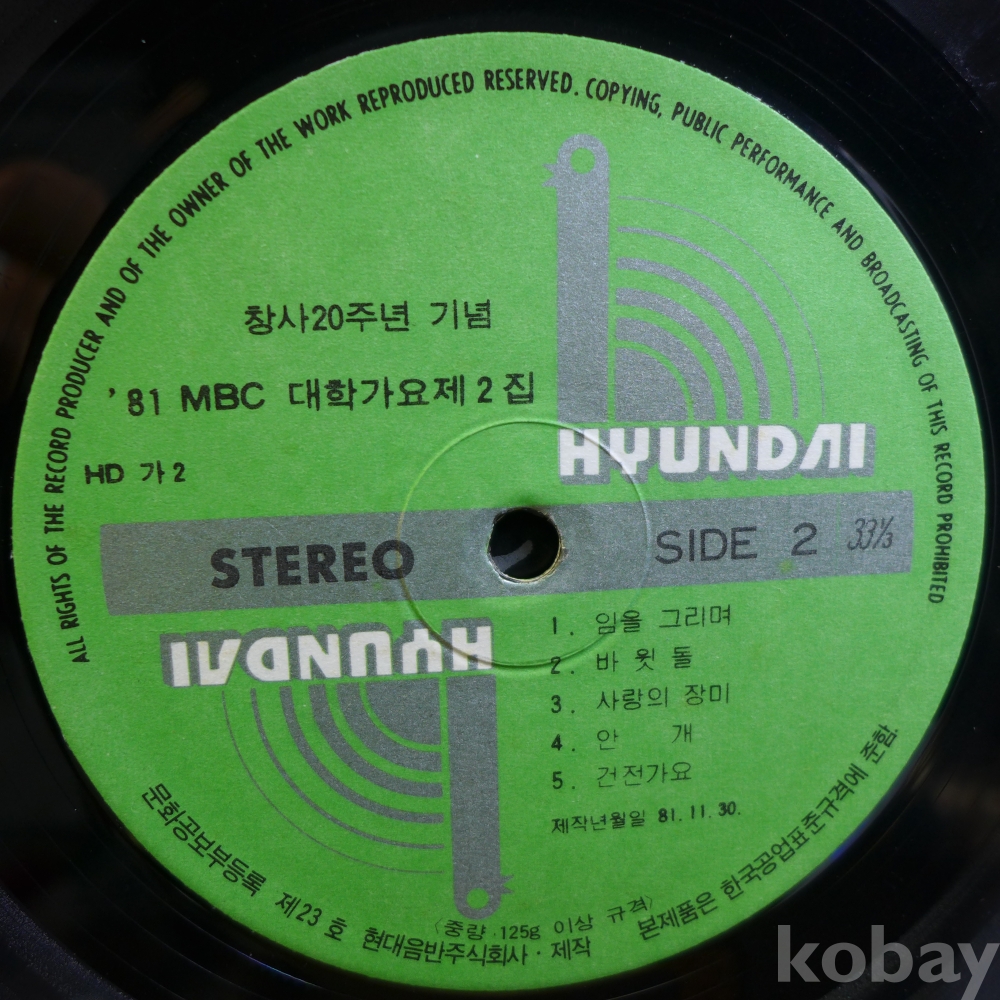 ALL RIGHTS OF THE RECORD PRODUCER AND OF THE OWNER OF THE WORK REPRODUCED RESERVED. COPYING, PUBLIC PERFORMANCE AND BROADCASTING OF THIS RECORD PROHIBITED
창사20주년 기념
'81 MBC 대학가요제2집
HYUNDAI
HD 가2
STEREO
SIDE 2 33⅓
HYUNDAI
1. 임을 그리며
2. 바윗돌
3. 사랑의 장미
4. 안 개
5. 건전가요
제작년월일 81.11.30.
문화공보부등록 제23호 현대음반주식회사·제작
(중량 125g 이상 규격)
본제품은 한국공업표준규격에 준함
kobay